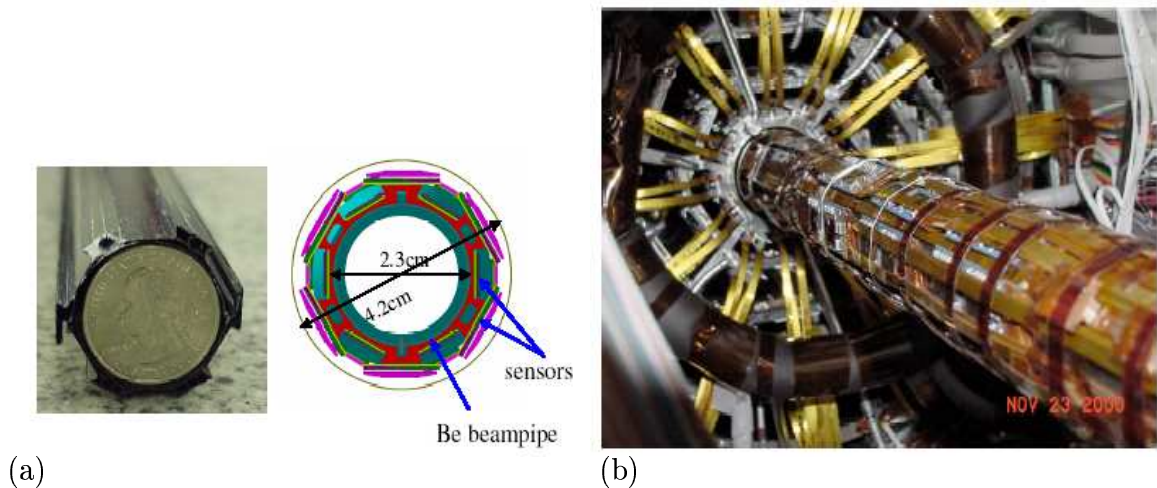 2.3cm
4.2cm
sensors
Be beampipe
NOV 23 2000
(a)
(b)